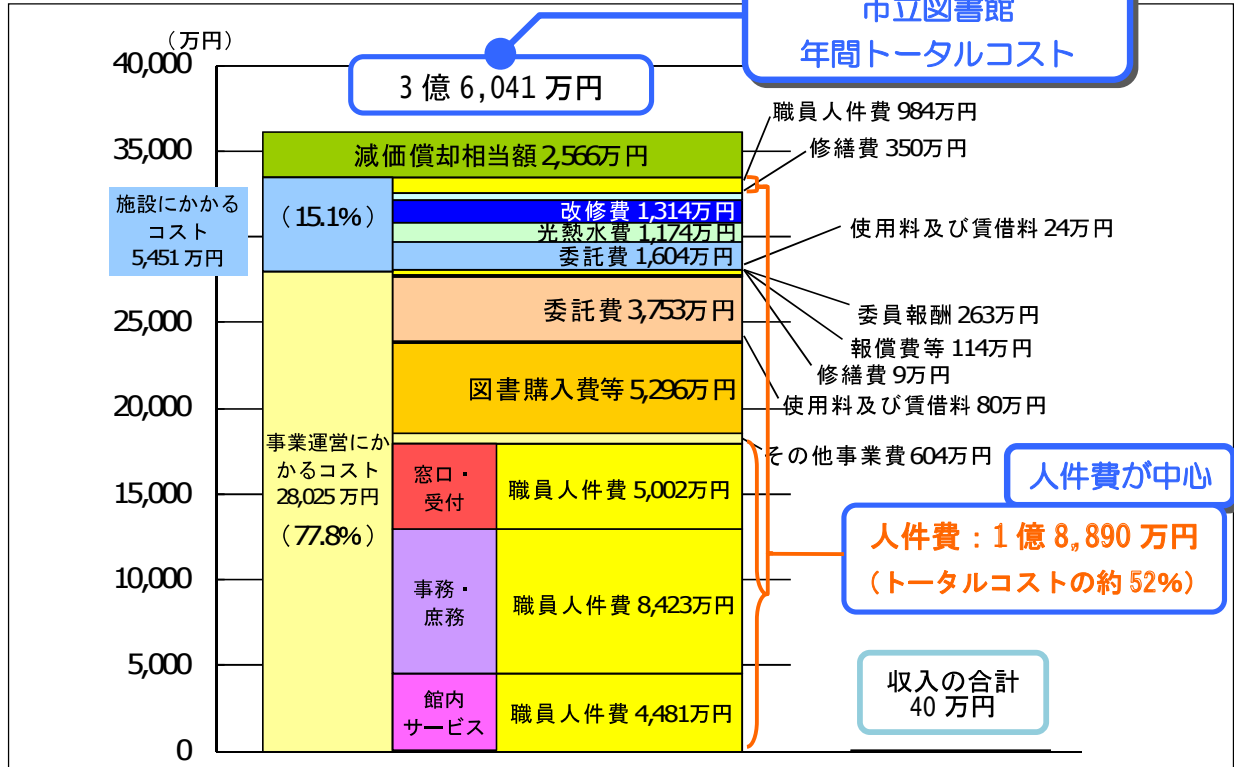 市立図書館
年間トータルコスト
（万円）
3億6,041万円
40,000
35,000
25,000
20,000
15,000
10,000
5,000
0
減価償却相当額 2,566万円
施設にかかる
コスト
5,451 万円
（15.1%）
改修費 1,314万円
光熱水費 1,174万円
委託費 1,604万円
職員人件費 984万円
修繕費 350万円
使用料及び賃借料 24万円
事業運営にか
かるコスト
28,025 万円
（77.8%）
委託費 3,753万円
図書購入費等 5,296万円
委員報酬 263万円
報償費等 114万円
修繕費 9万円
使用料及び賃借料 80万円
その他事業費 604万円
窓口・
受付
職員人件費 5,002万円
事務・
庶務
職員人件費 8,423万円
館内
サービス
職員人件費 4,481万円
人件費が中心
人件費：1億8,890万円
（トータルコストの約52%）
収入の合計
40 万円